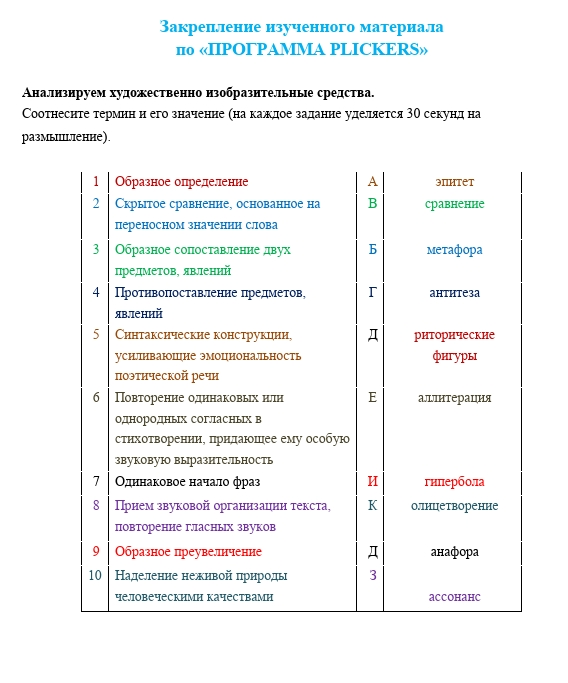 Закрепление изученного материала
по «ПРОГРАММА PLICKERS»
Анализируем художественно изобразительные средства.
Соотнесите термин и его значение (на каждое задание уделяется 30 секунд на
размышление).
1 Образное определение А эпитет
2 Скрытое сравнение, основанное на В сравнение
переносном значении слова
3 Образное сопоставление двух Б метафора
предметов, явлений
4 Противопоставление предметов, Г антитеза
явлений
5 Синтаксические конструкции, Д риторические
усиливающие эмоциональность фигуры
поэтической речи
6 Повторение одинаковых или Е аллитерация
однородных согласных в
стихотворении, придающее ему особую
звуковую выразительность
7 Одинаковое начало фраз И гипербола
8 Прием звуковой организации текста, К олицетворение
повторение гласных звуков
9 Образное преувеличение Д анафора
10 Наделение неживой природы З
человеческими качествами ассонанс